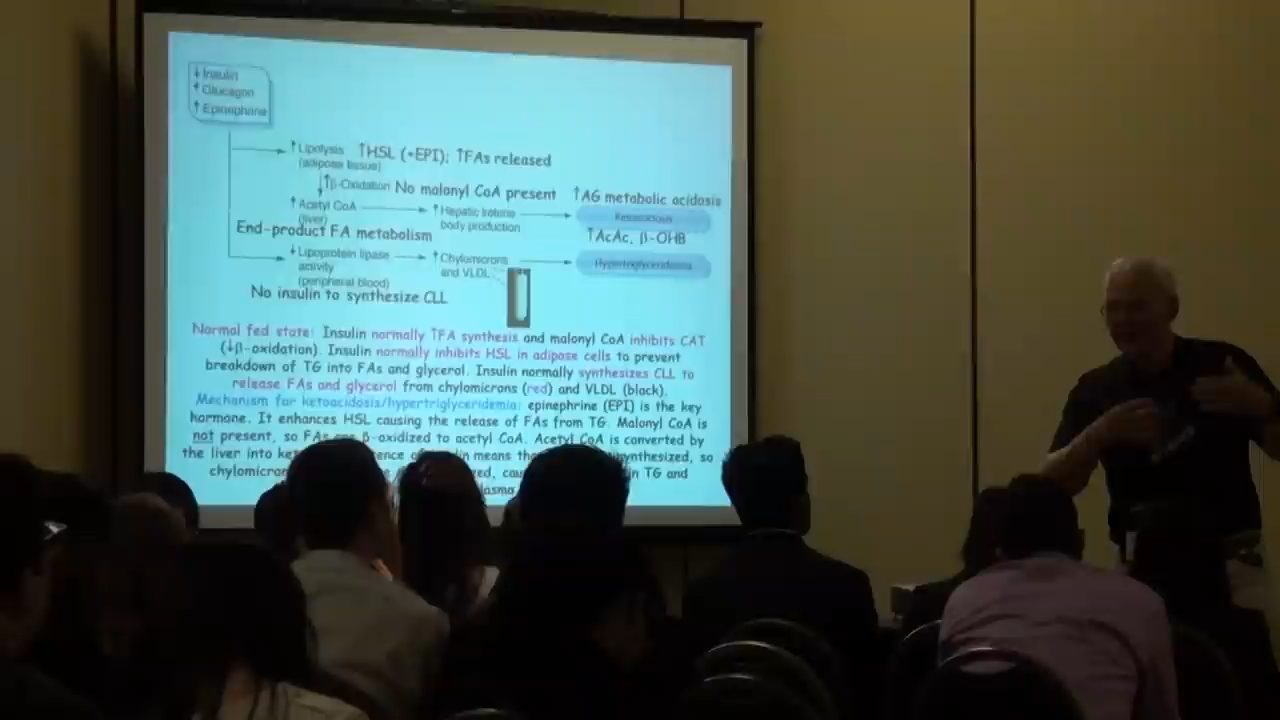 ↓ Insulin
↑ Glucagon
↑ Epinephrine
↑ Lipolysis ↑HSL (+EPI); ↑FAs released
(adipose tissue)
↑β-Oxidation No malonyl CoA present ↑AG metabolic acidosis
↑ Acetyl CoA ↑ Hepatic ketone Ketoacidosis
(liver) body production
End-product FA metabolism ↑AcAc, β-OHB
↓ Lipoprotein lipase ↑ Chylomicrons Hypertriglyceridemia
activity and VLDL
(peripheral blood)
No insulin to synthesize CLL
Normal fed state: Insulin normally ↑FA synthesis and malonyl CoA inhibits CAT
(↓β-oxidation). Insulin normally inhibits HSL in adipose cells to prevent
breakdown of TG into FAs and glycerol. Insulin normally synthesizes CLL to
release FAs and glycerol from chylomicrons (red) and VLDL (black).
Mechanism for ketoacidosis/hypertriglyceridemia: epinephrine (EPI) is the key
hormone. It enhances HSL causing the release of FAs from TG. Malonyl CoA is
not present, so FAs are β-oxidized to acetyl CoA. Acetyl CoA is converted by
the liver into means synthesized, so
in TG and